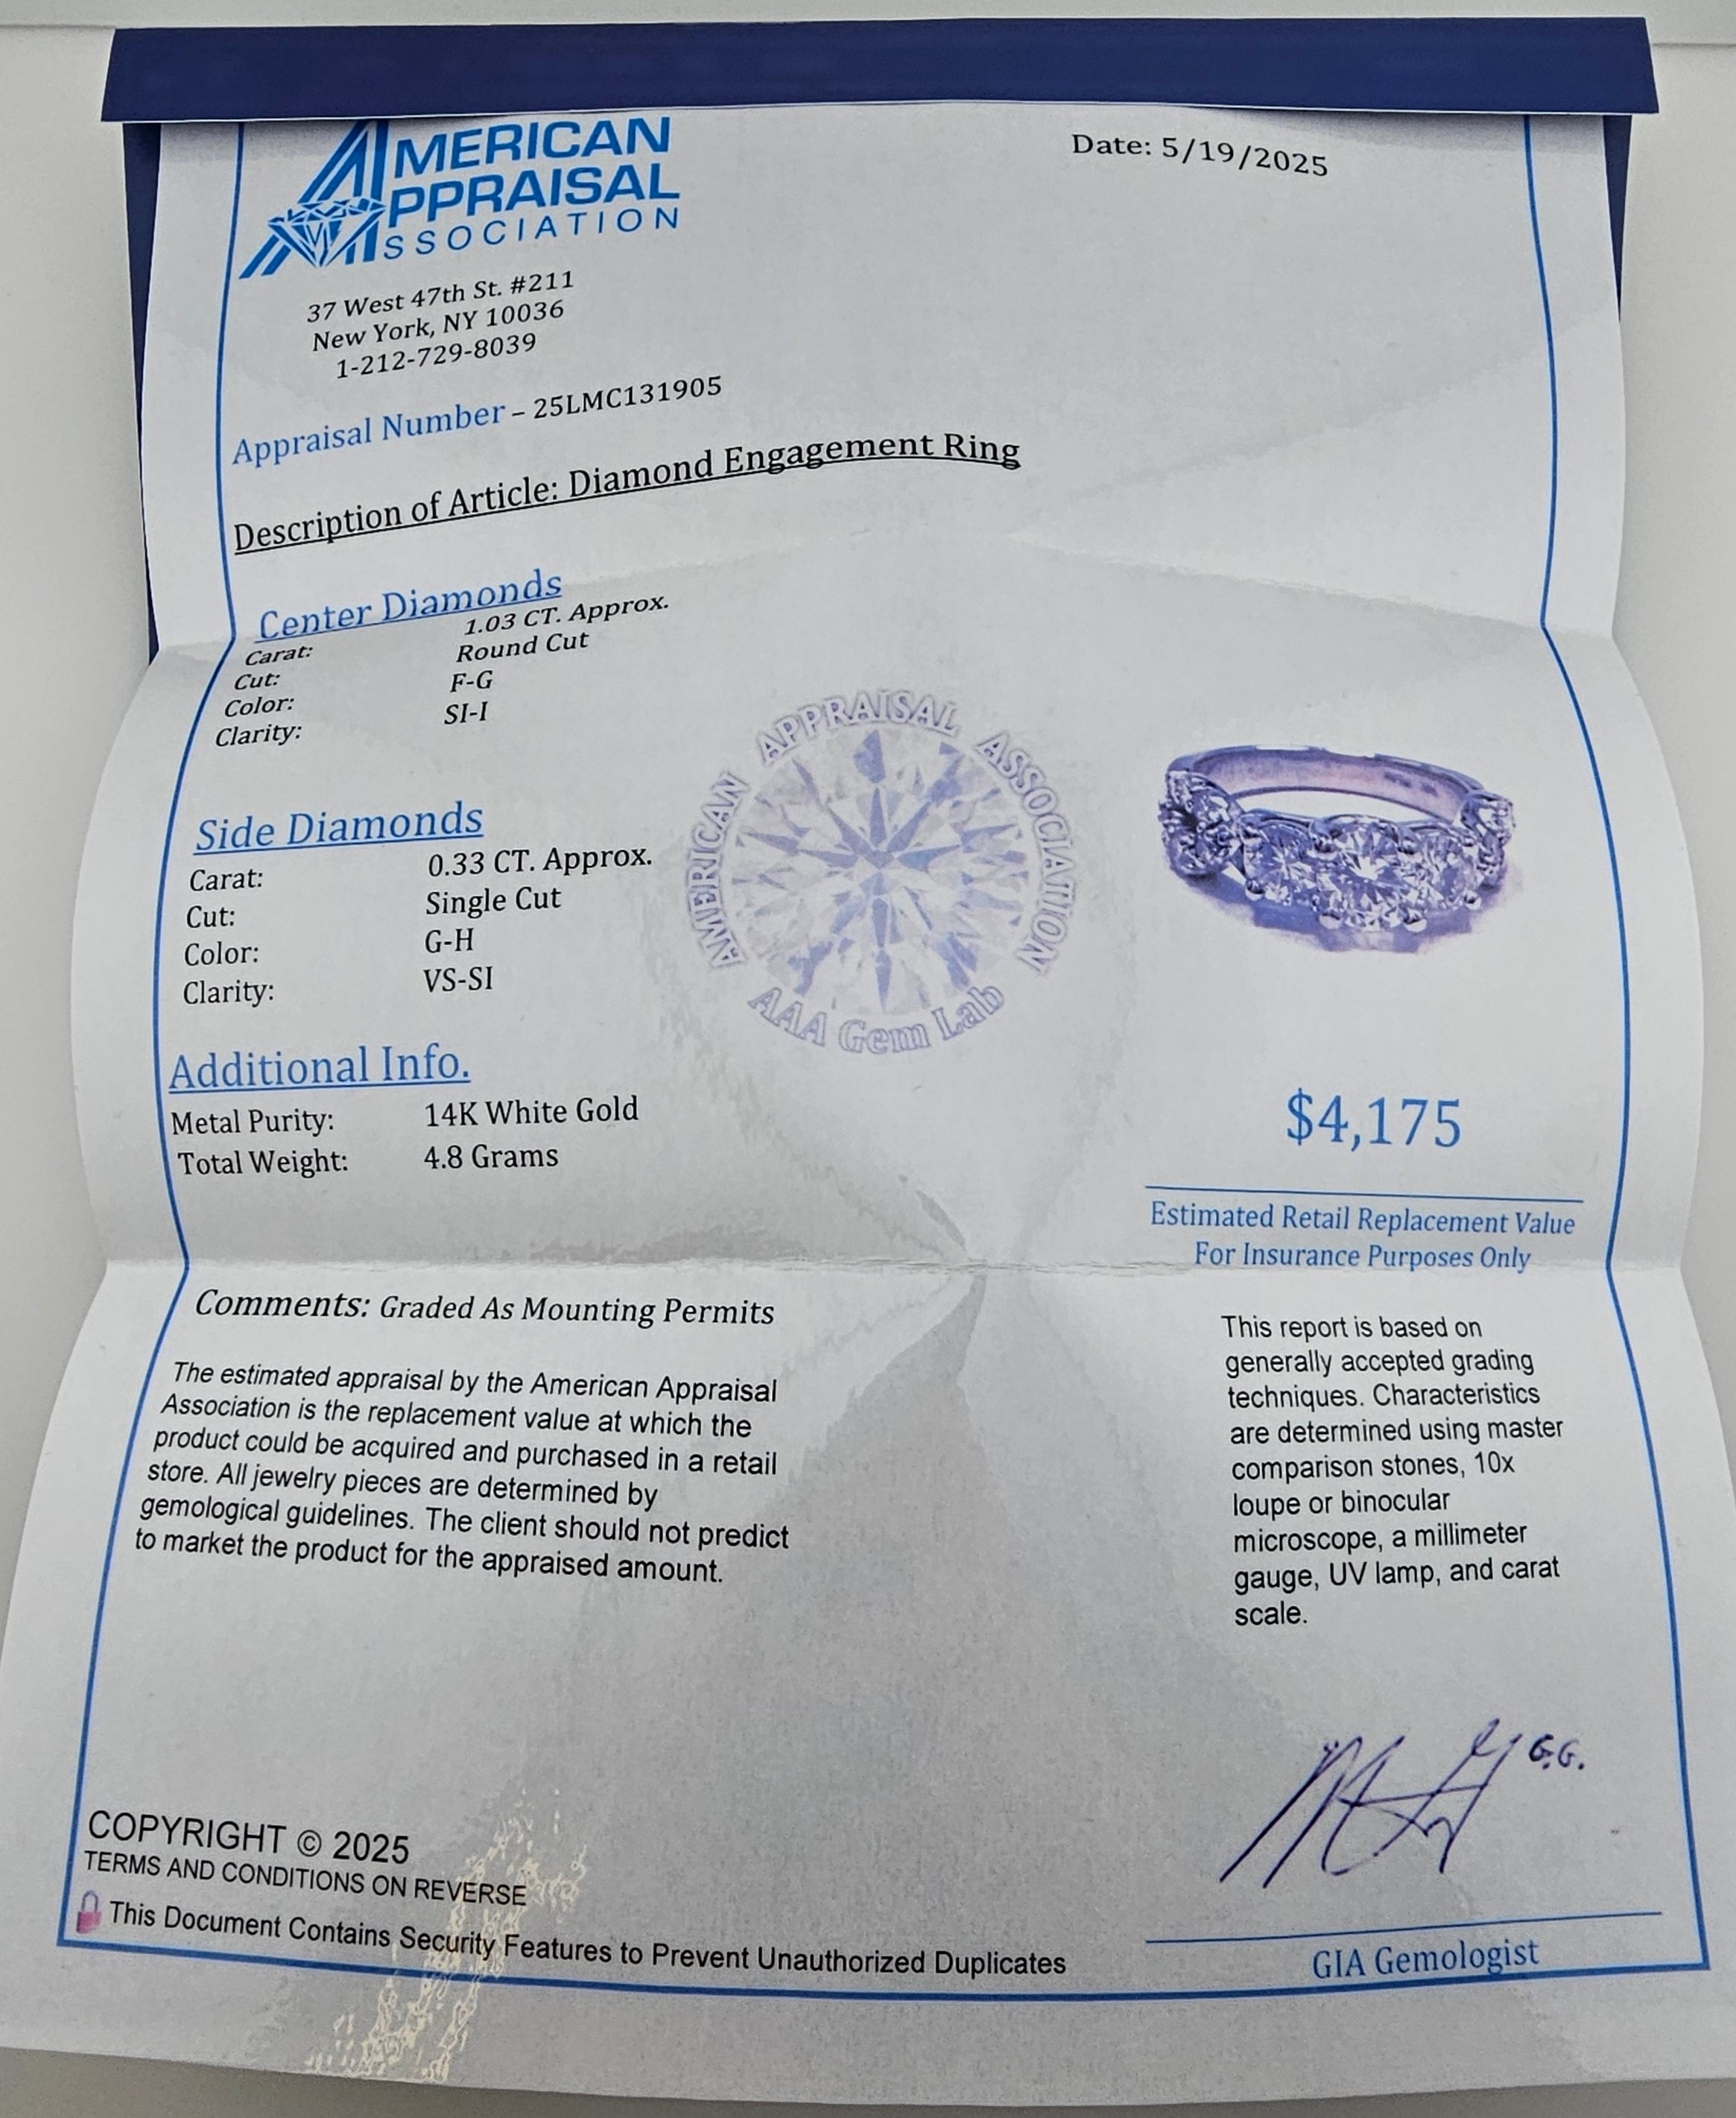 AMERICAN
APPRAISAL
ASSOCIATION
Date: 5/19/2025
37 West 47th St. #211
New York, NY 10036
1-212-729-8039
Appraisal Number – 25LMC131905
Description of Article: Diamond Engagement Ring
Center Diamonds
Carat: 1.03 CT. Approx.
Cut: Round Cut
Color: F-G
Clarity: SI-I
Side Diamonds
Carat: 0.33 CT. Approx.
Cut: Single Cut
Color: G-H
Clarity: VS-SI
AMERICAN APPRAISAL ASSOCIATION
AAA Gem Lab
Additional Info.
Metal Purity: 14K White Gold
Total Weight: 4.8 Grams
$4,175
Estimated Retail Replacement Value
For Insurance Purposes Only
Comments: Graded As Mounting Permits
The estimated appraisal by the American Appraisal
Association is the replacement value at which the
product could be acquired and purchased in a retail
store. All jewelry pieces are determined by
gemological guidelines. The client should not predict
to market the product for the appraised amount.
This report is based on
generally accepted grading
techniques. Characteristics
are determined using master
comparison stones, 10x
loupe or binocular
microscope, a millimeter
gauge, UV lamp, and carat
scale.
G.G.
GIA Gemologist
COPYRIGHT © 2025
TERMS AND CONDITIONS ON REVERSE
This Document Contains Security Features to Prevent Unauthorized Duplicates